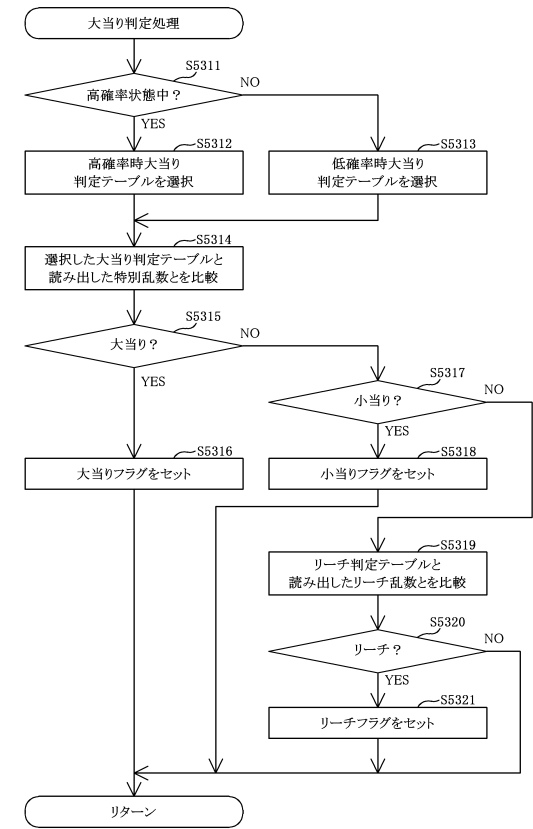 大当り判定処理
S5311
高確率状態中？
NO
YES
S5312
高確率時大当り
判定テーブルを選択
S5313
低確率時大当り
判定テーブルを選択
S5314
選択した大当り判定テーブルと
読み出した特別乱数とを比較
S5315
大当り？
NO
YES
S5317
小当り？
NO
YES
S5316
大当りフラグをセット
S5318
小当りフラグをセット
S5319
リーチ判定テーブルと
読み出したリーチ乱数とを比較
S5320
リーチ？
NO
YES
S5321
リーチフラグをセット
リターン